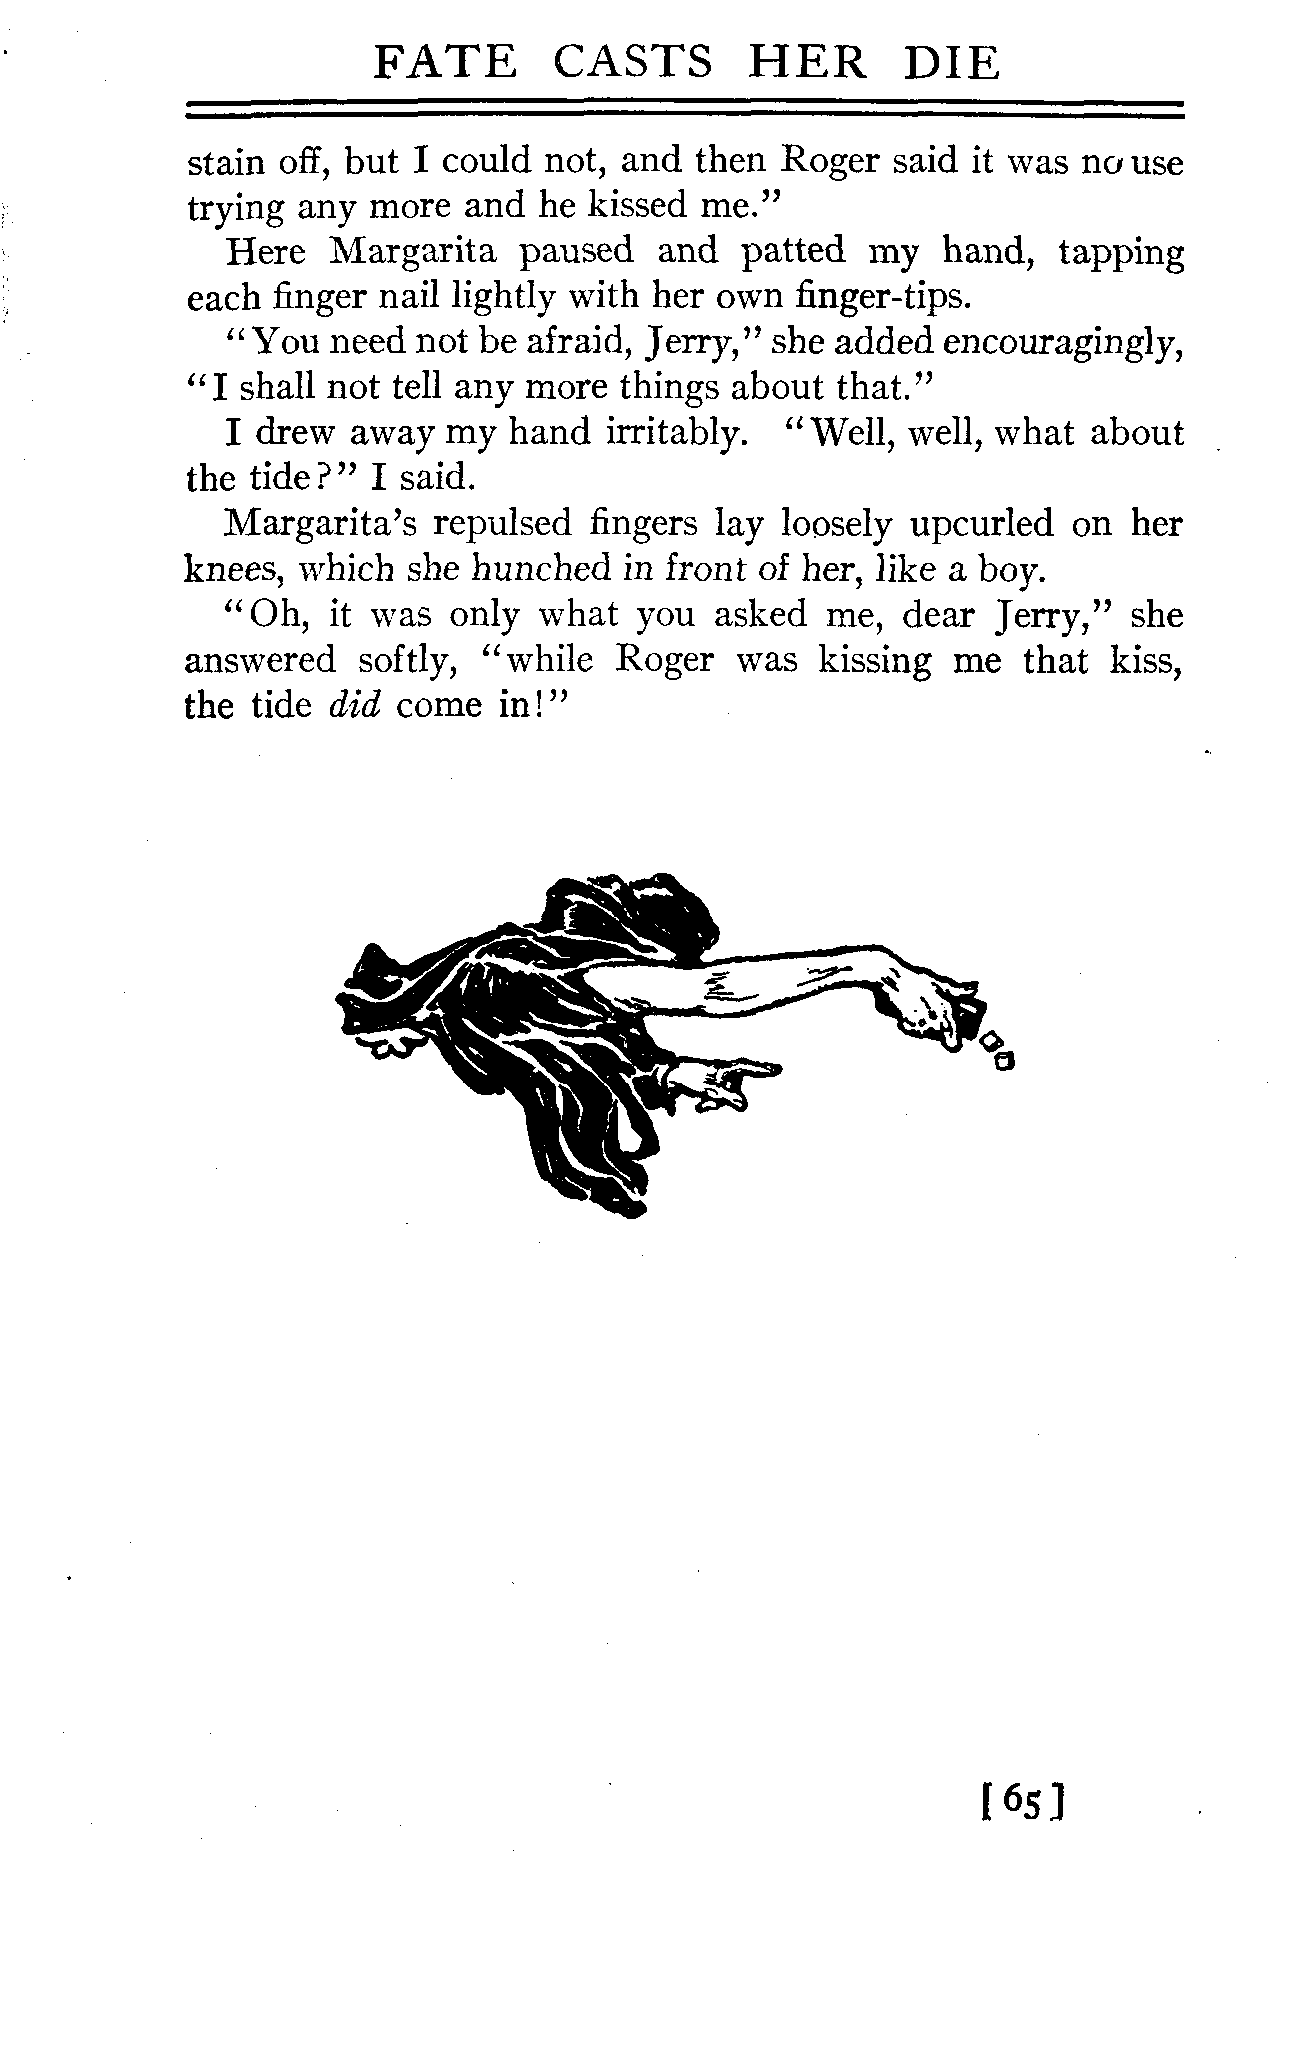 FATE CASTS HER DIE
stain off, but I could not, and then Roger said it was no use
trying any more and he kissed me.”
Here Margarita paused and patted my hand, tapping
each finger nail lightly with her own finger-tips.
“You need not be afraid, Jerry,” she added encouragingly,
“I shall not tell any more things about that.”
I drew away my hand irritably. “Well, well, what about
the tide?” I said.
Margarita’s repulsed fingers lay loosely upcurled on her
knees, which she hunched in front of her, like a boy.
“Oh, it was only what you asked me, dear Jerry,” she
answered softly, “while Roger was kissing me that kiss,
the tide did come in!”
[65]